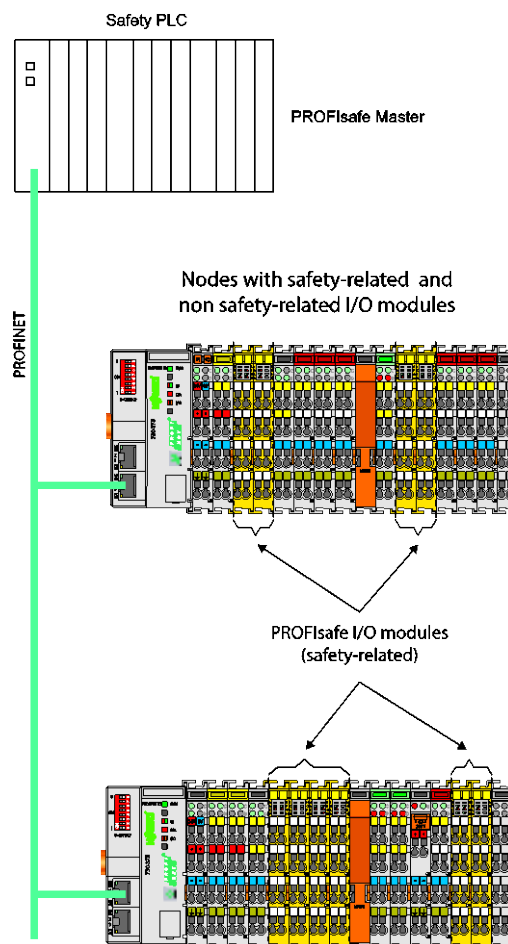 Safety PLC
PROFIsafe Master
Nodes with safety-related and
non safety-related I/O modules
PROFINET
PROFIsafe I/O modules
(safety-related)